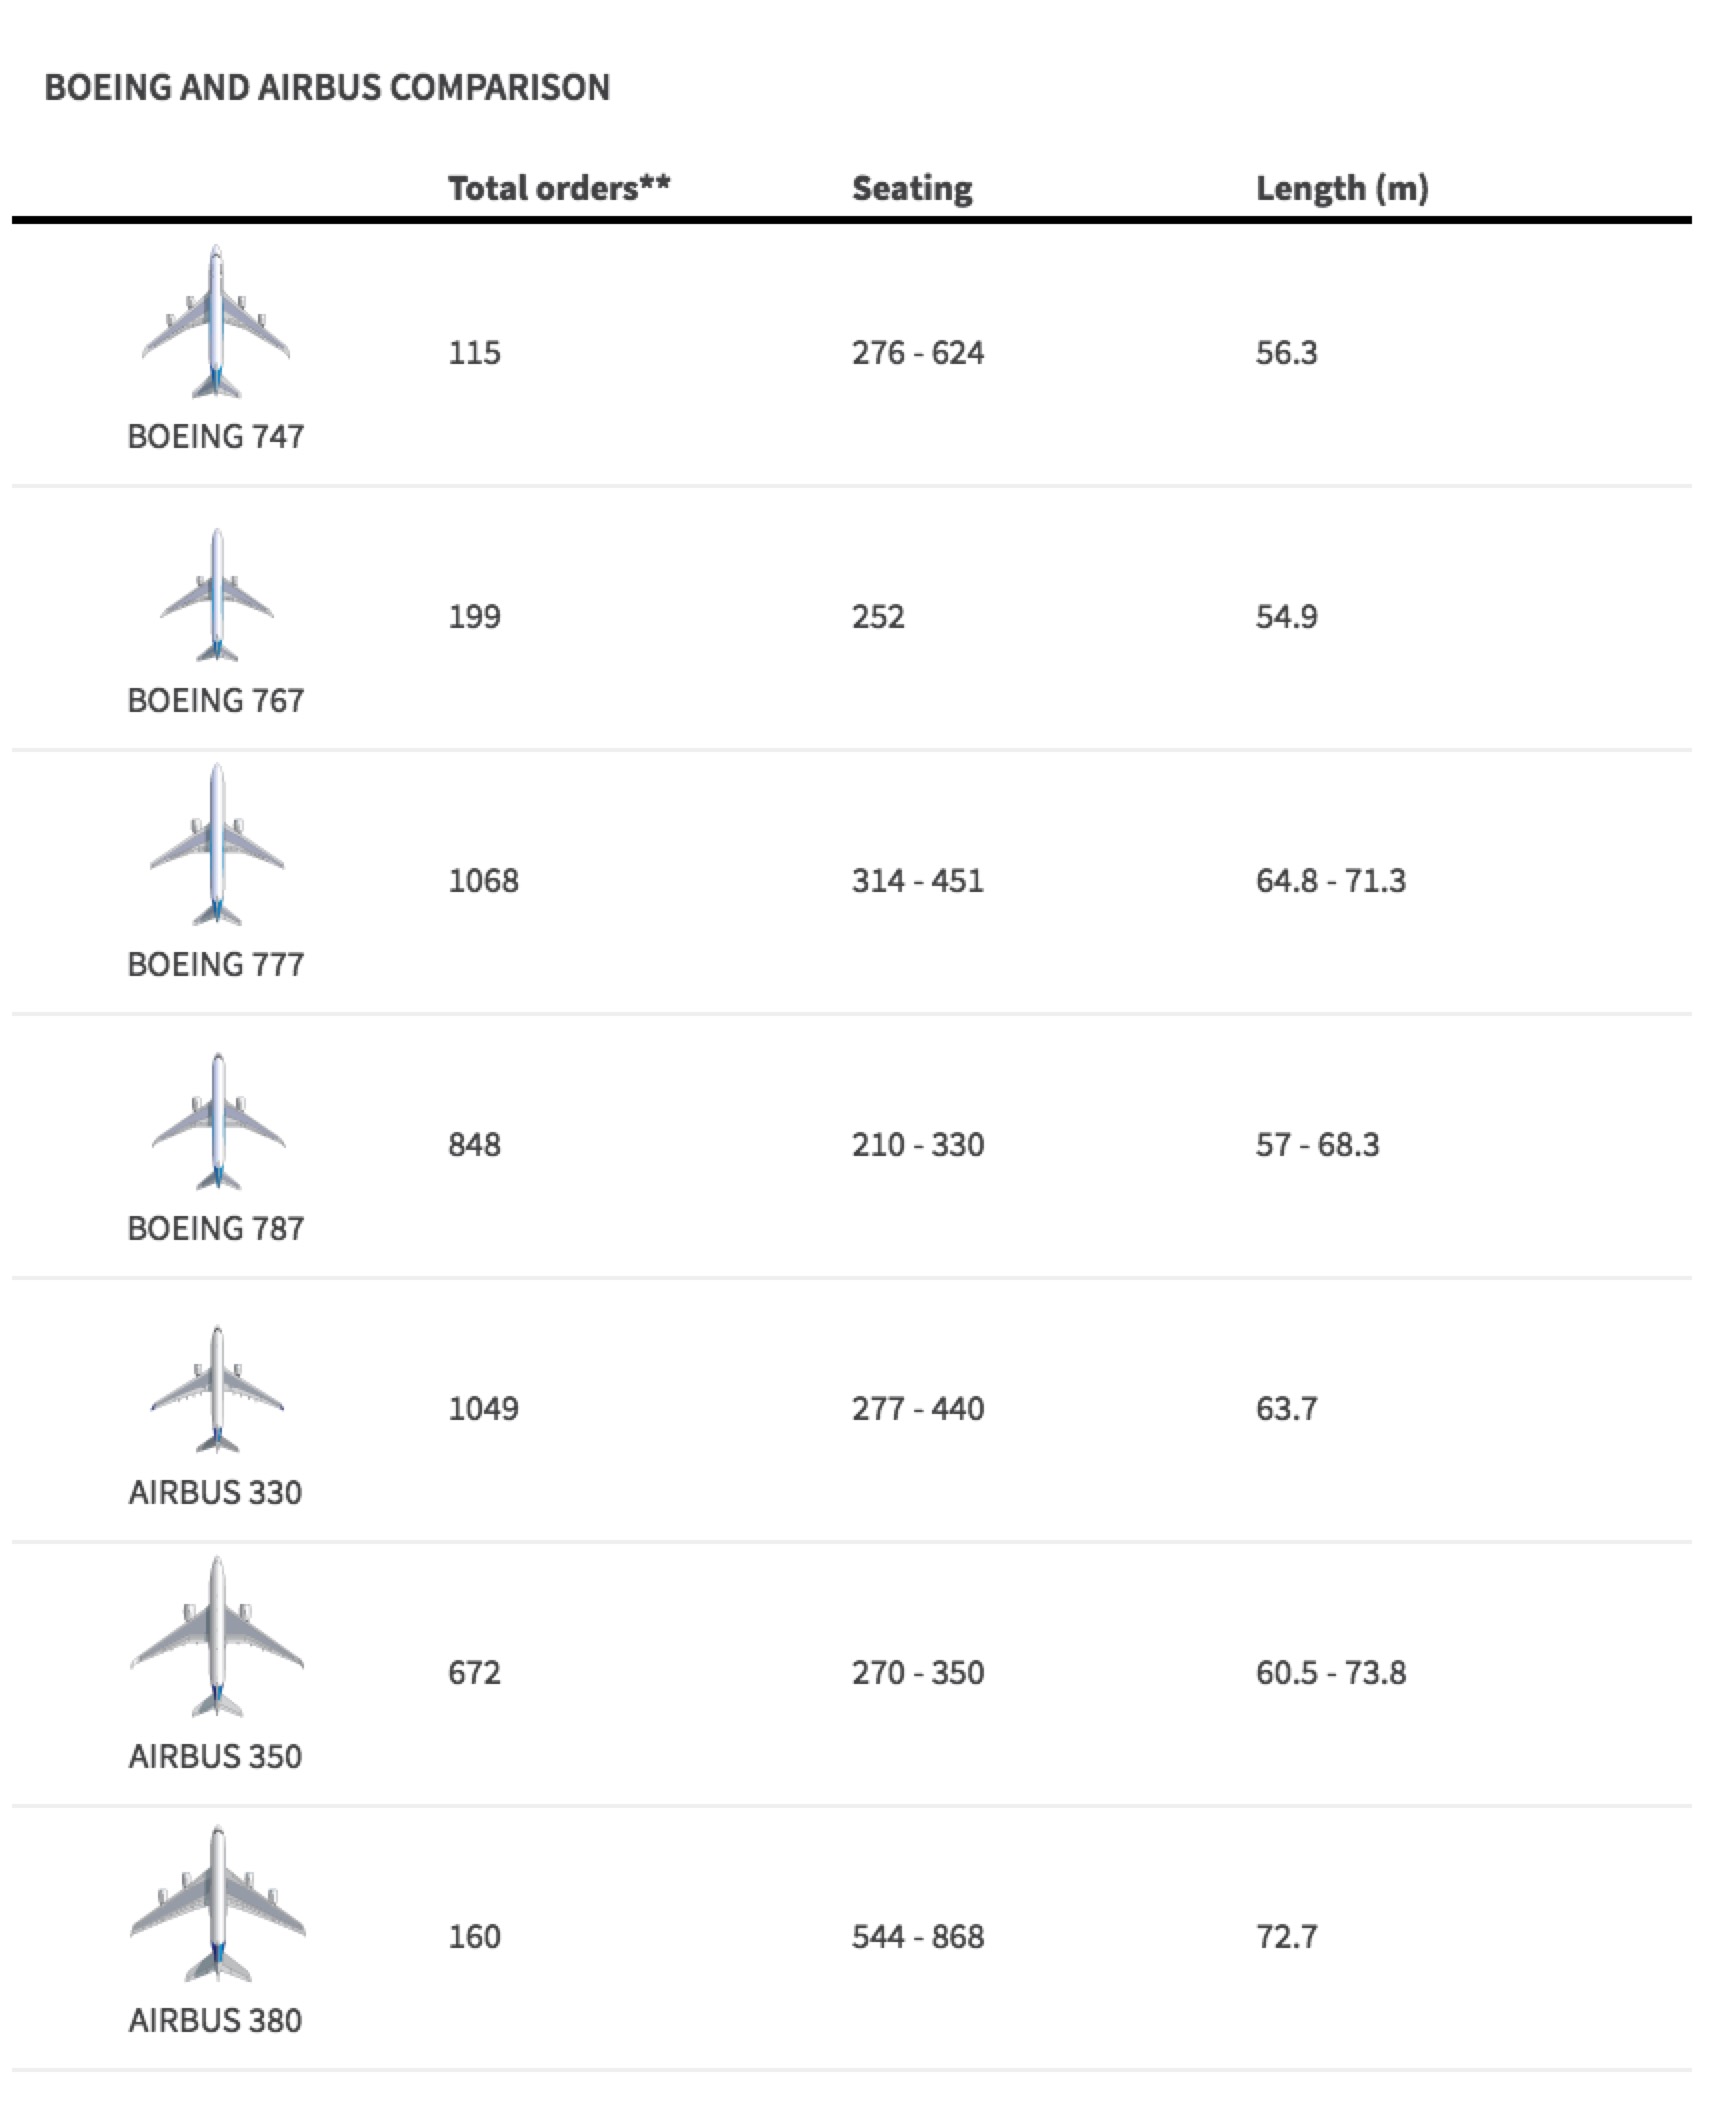 BOEING AND AIRBUS COMPARISON
Total orders** Seating Length (m)
115 276 - 624 56.3
BOEING 747
199 252 54.9
BOEING 767
1068 314 - 451 64.8 - 71.3
BOEING 777
848 210 - 330 57 - 68.3
BOEING 787
1049 277 - 440 63.7
AIRBUS 330
672 270 - 350 60.5 - 73.8
AIRBUS 350
160 544 - 868 72.7
AIRBUS 380